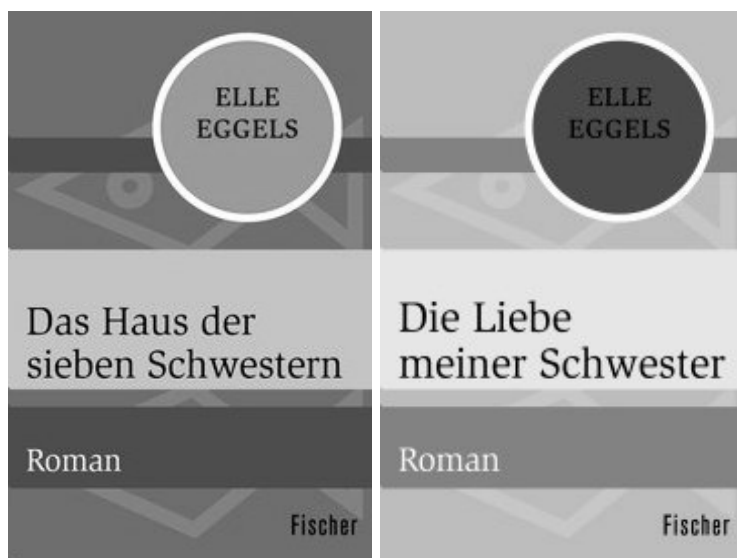 ELLE
EGGELS
Das Haus der
sieben Schwestern
Roman
Fischer
ELLE
EGGELS
Die Liebe
meiner Schwester
Roman
Fischer